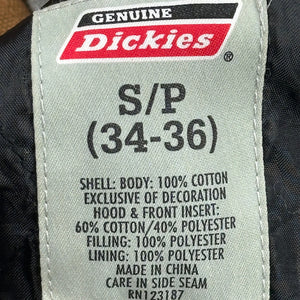 GENUINE
Dickies®
S/P
(34-36)
SHELL: BODY: 100% COTTON
EXCLUSIVE OF DECORATION
HOOD & FRONT INSERT:
60% COTTON/40% POLYESTER
FILLING: 100% POLYESTER
LINING: 100% POLYESTER
MADE IN CHINA
CARE IN SIDE SEAM
RN123187